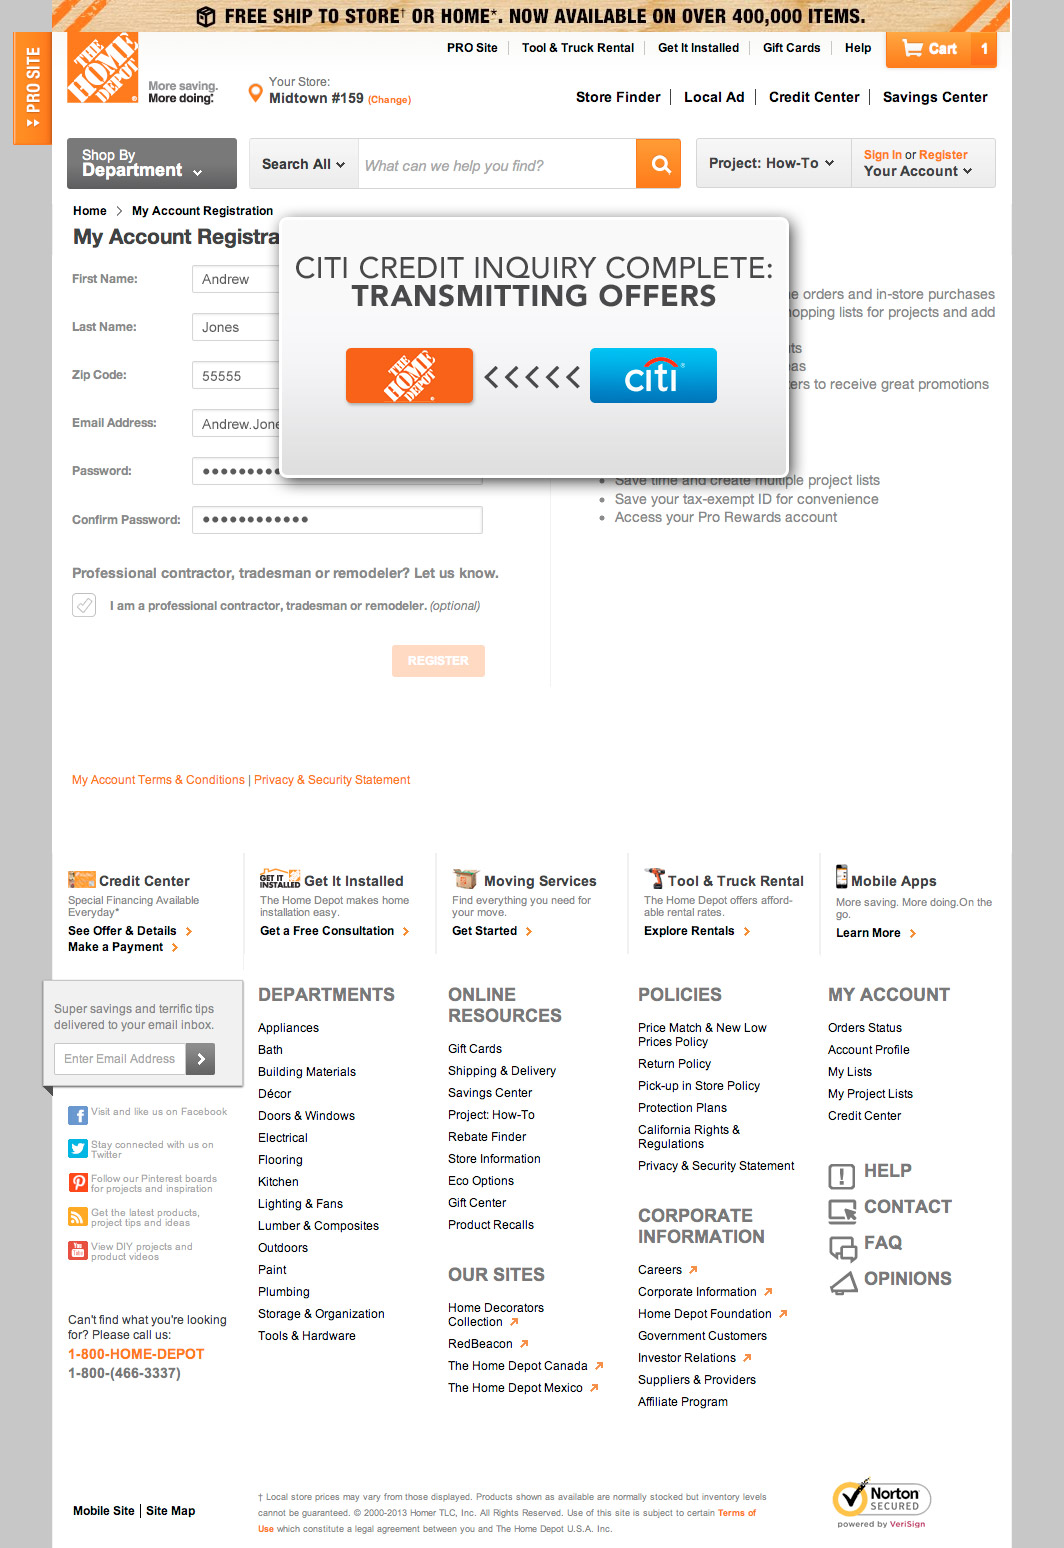 FREE SHIP TO STORE† OR HOME*. NOW AVAILABLE ON OVER 400,000 ITEMS.
PRO SITE
THE HOME DEPOT
More saving.
More doing.
Your Store:
Midtown #159 (Change)
PRO Site
Tool & Truck Rental
Get It Installed
Gift Cards
Help
Cart 1
Store Finder
Local Ad
Credit Center
Savings Center
Shop By
Department
Search All
What can we help you find?
Project: How-To
Sign In or Register
Your Account
Home > My Account Registration
My Account Registra
CITI CREDIT INQUIRY COMPLETE:
TRANSMITTING OFFERS
THE HOME DEPOT
citi
First Name: Andrew
Last Name: Jones
Zip Code: 55555
Email Address: Andrew.Jone
Password:
Confirm Password:
e orders and in-store purchases
opping lists for projects and add
ts
as
ers to receive great promotions
Save time and create multiple project lists
Save your tax-exempt ID for convenience
Access your Pro Rewards account
Professional contractor, tradesman or remodeler? Let us know.
I am a professional contractor, tradesman or remodeler. (optional)
REGISTER
My Account Terms & Conditions | Privacy & Security Statement
Credit Center
Special Financing Available
Everyday*
See Offer & Details
Make a Payment
GET IT
INSTALLED
Get It Installed
The Home Depot makes home
installation easy.
Get a Free Consultation
Moving Services
Find everything you need for
your move.
Get Started
Tool & Truck Rental
The Home Depot offers afford-
able rental rates.
Explore Rentals
Mobile Apps
More saving. More doing.On the
go.
Learn More
Super savings and terrific tips
delivered to your email inbox.
Enter Email Address
Visit and like us on Facebook
Stay connected with us on
Twitter
Follow our Pinterest boards
for projects and inspiration
Get the latest products,
project tips and ideas
View DIY projects and
product videos
Can't find what you're looking
for? Please call us:
1-800-HOME-DEPOT
1-800-(466-3337)
DEPARTMENTS
Appliances
Bath
Building Materials
Décor
Doors & Windows
Electrical
Flooring
Kitchen
Lighting & Fans
Lumber & Composites
Outdoors
Paint
Plumbing
Storage & Organization
Tools & Hardware
ONLINE
RESOURCES
Gift Cards
Shipping & Delivery
Savings Center
Project: How-To
Rebate Finder
Store Information
Eco Options
Gift Center
Product Recalls
OUR SITES
Home Decorators
Collection
RedBeacon
The Home Depot Canada
The Home Depot Mexico
POLICIES
Price Match & New Low
Prices Policy
Return Policy
Pick-up in Store Policy
Protection Plans
California Rights &
Regulations
Privacy & Security Statement
CORPORATE
INFORMATION
Careers
Corporate Information
Home Depot Foundation
Government Customers
Investor Relations
Suppliers & Providers
Affiliate Program
MY ACCOUNT
Orders Status
Account Profile
My Lists
My Project Lists
Credit Center
HELP
CONTACT
FAQ
OPINIONS
Mobile Site | Site Map
† Local store prices may vary from those displayed. Products shown as available are normally stocked but inventory levels
cannot be guaranteed. © 2000-2013 Homer TLC, Inc. All Rights Reserved. Use of this site is subject to certain Terms of
Use which constitute a legal agreement between you and The Home Depot U.S.A. Inc.
Norton
SECURED
powered by VeriSign